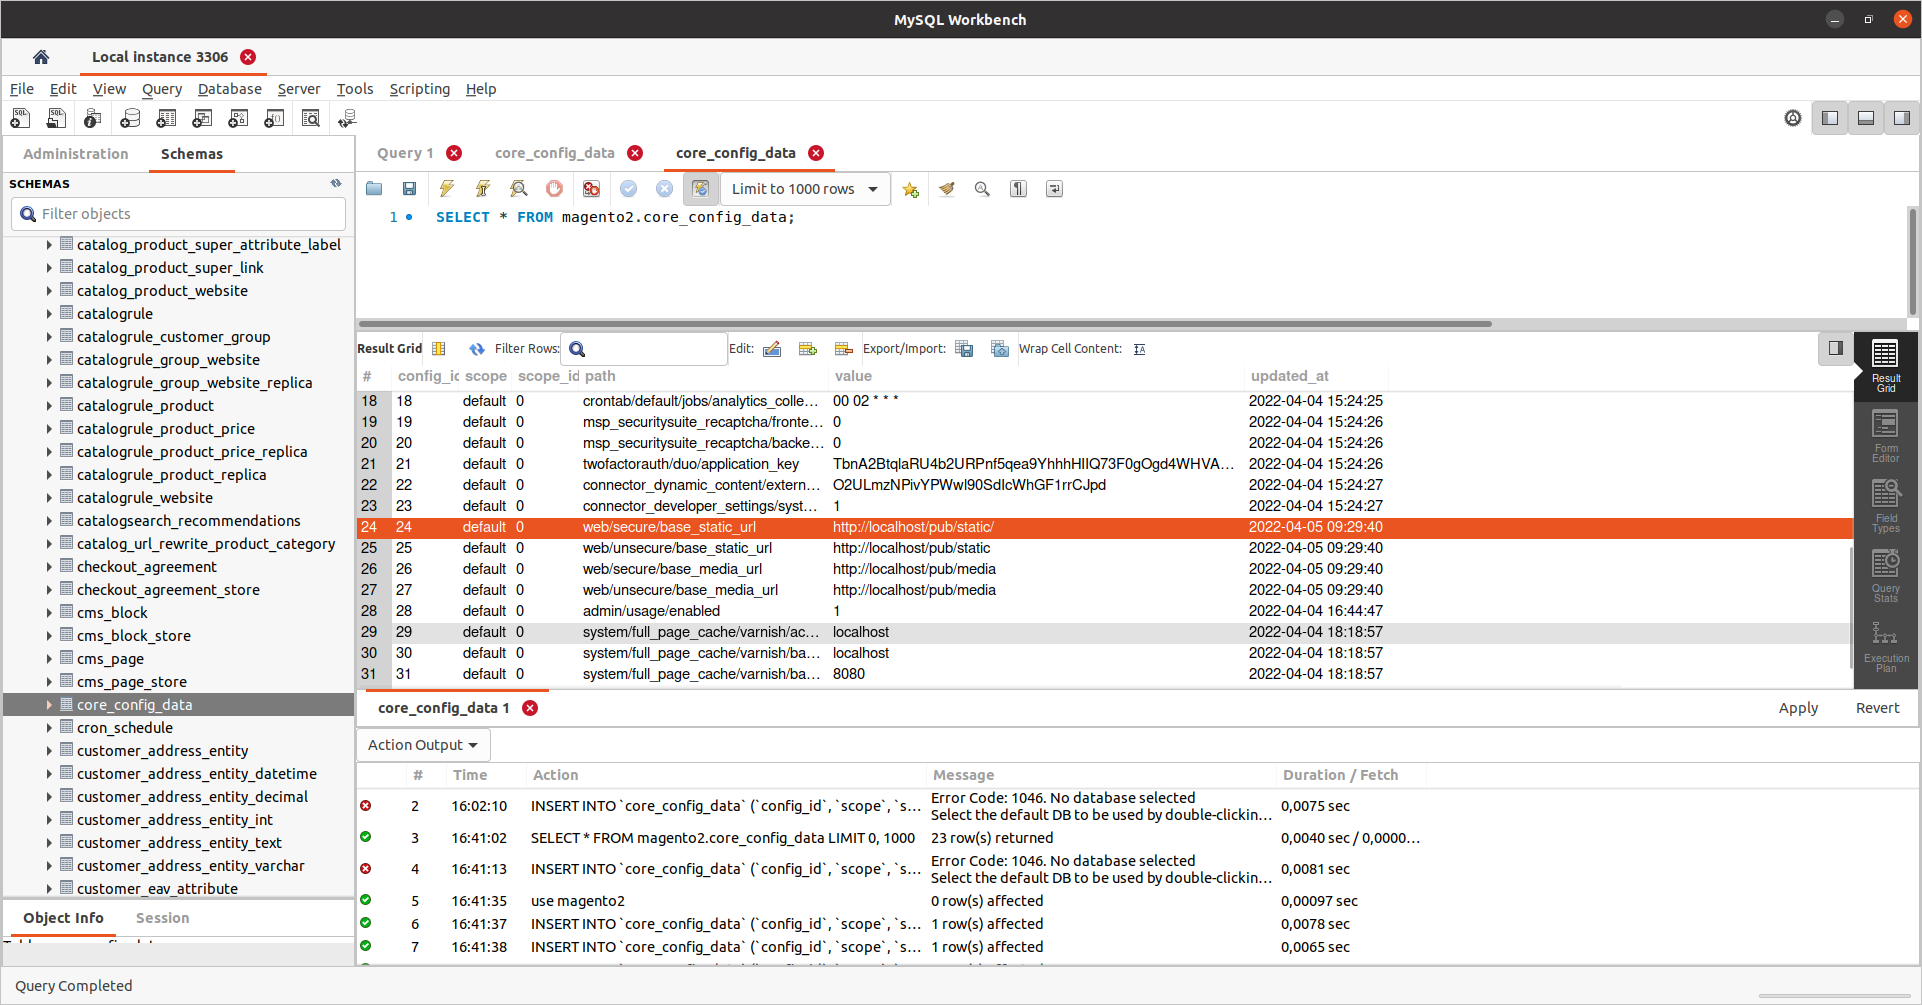 MySQL Workbench
Local instance 3306
File Edit View Query Database Server Tools Scripting Help
Administration Schemas
SCHEMAS
Filter objects
catalog_product_super_attribute_label
catalog_product_super_link
catalog_product_website
catalogrule
catalogrule_customer_group
catalogrule_group_website
catalogrule_group_website_replica
catalogrule_product
catalogrule_product_price
catalogrule_product_price_replica
catalogrule_product_replica
catalogrule_website
catalogsearch_recommendations
catalog_url_rewrite_product_category
checkout_agreement
checkout_agreement_store
cms_block
cms_block_store
cms_page
cms_page_store
core_config_data
cron_schedule
customer_address_entity
customer_address_entity_datetime
customer_address_entity_decimal
customer_address_entity_int
customer_address_entity_text
customer_address_entity_varchar
customer_eav_attribute
Object Info Session
Query 1 core_config_data core_config_data
Limit to 1000 rows
1 SELECT * FROM magento2.core_config_data;
Result Grid Filter Rows: Edit: Export/Import: Wrap Cell Content:
# config_id scope scope_id path value updated_at
18 18 default 0 crontab/default/jobs/analytics_colle… 00 02 * * * 2022-04-04 15:24:25
19 19 default 0 msp_securitysuite_recaptcha/fronte… 0 2022-04-04 15:24:26
20 20 default 0 msp_securitysuite_recaptcha/backe… 0 2022-04-04 15:24:26
21 21 default 0 twofactorauth/duo/application_key TbnA2BtqlaRU4b2URPnf5qea9YhhhHIIQ73F0gOgd4WHVA… 2022-04-04 15:24:26
22 22 default 0 connector_dynamic_content/extern… O2ULmzNPivYPWwl90SdIcWhGF1rrCJpd 2022-04-04 15:24:27
23 23 default 0 connector_developer_settings/syst… 1 2022-04-04 15:24:27
24 24 default 0 web/secure/base_static_url http://localhost/pub/static/ 2022-04-05 09:29:40
25 25 default 0 web/unsecure/base_static_url http://localhost/pub/static 2022-04-05 09:29:40
26 26 default 0 web/secure/base_media_url http://localhost/pub/media 2022-04-05 09:29:40
27 27 default 0 web/unsecure/base_media_url http://localhost/pub/media 2022-04-05 09:29:40
28 28 default 0 admin/usage/enabled 1 2022-04-04 16:44:47
29 29 default 0 system/full_page_cache/varnish/ac… localhost 2022-04-04 18:18:57
30 30 default 0 system/full_page_cache/varnish/ba… localhost 2022-04-04 18:18:57
31 31 default 0 system/full_page_cache/varnish/ba… 8080 2022-04-04 18:18:57
Result
Grid
Form
Editor
Field
Types
Query
Stats
Execution
Plan
core_config_data 1 Apply Revert
Action Output
# Time Action Message Duration / Fetch
2 16:02:10 INSERT INTO `core_config_data` (`config_id`, `scope`, `s… Error Code: 1046. No database selected 0,0075 sec
Select the default DB to be used by double-clickin…
3 16:41:02 SELECT * FROM magento2.core_config_data LIMIT 0, 1000 23 row(s) returned 0,0040 sec / 0,0000…
4 16:41:13 INSERT INTO `core_config_data` (`config_id`, `scope`, `s… Error Code: 1046. No database selected 0,0081 sec
Select the default DB to be used by double-clickin…
5 16:41:35 use magento2 0 row(s) affected 0,00097 sec
6 16:41:37 INSERT INTO `core_config_data` (`config_id`, `scope`, `s… 1 row(s) affected 0,0078 sec
7 16:41:38 INSERT INTO `core_config_data` (`config_id`, `scope`, `s… 1 row(s) affected 0,0065 sec
Query Completed